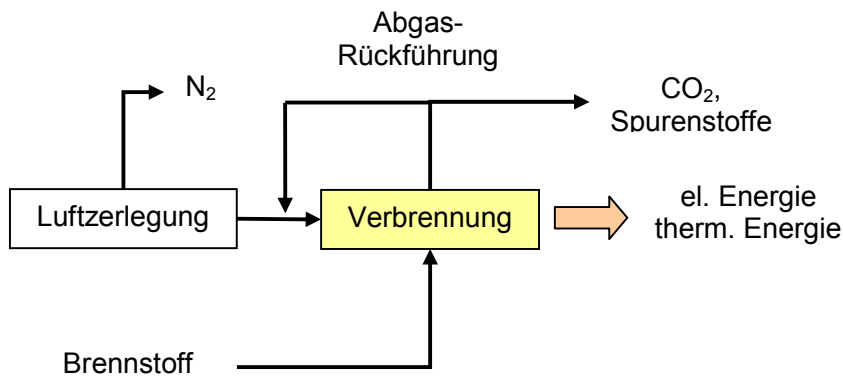 Abgas-
Rückführung
N₂
CO₂,
Spurenstoffe
Luftzerlegung
Verbrennung
el. Energie
therm. Energie
Brennstoff